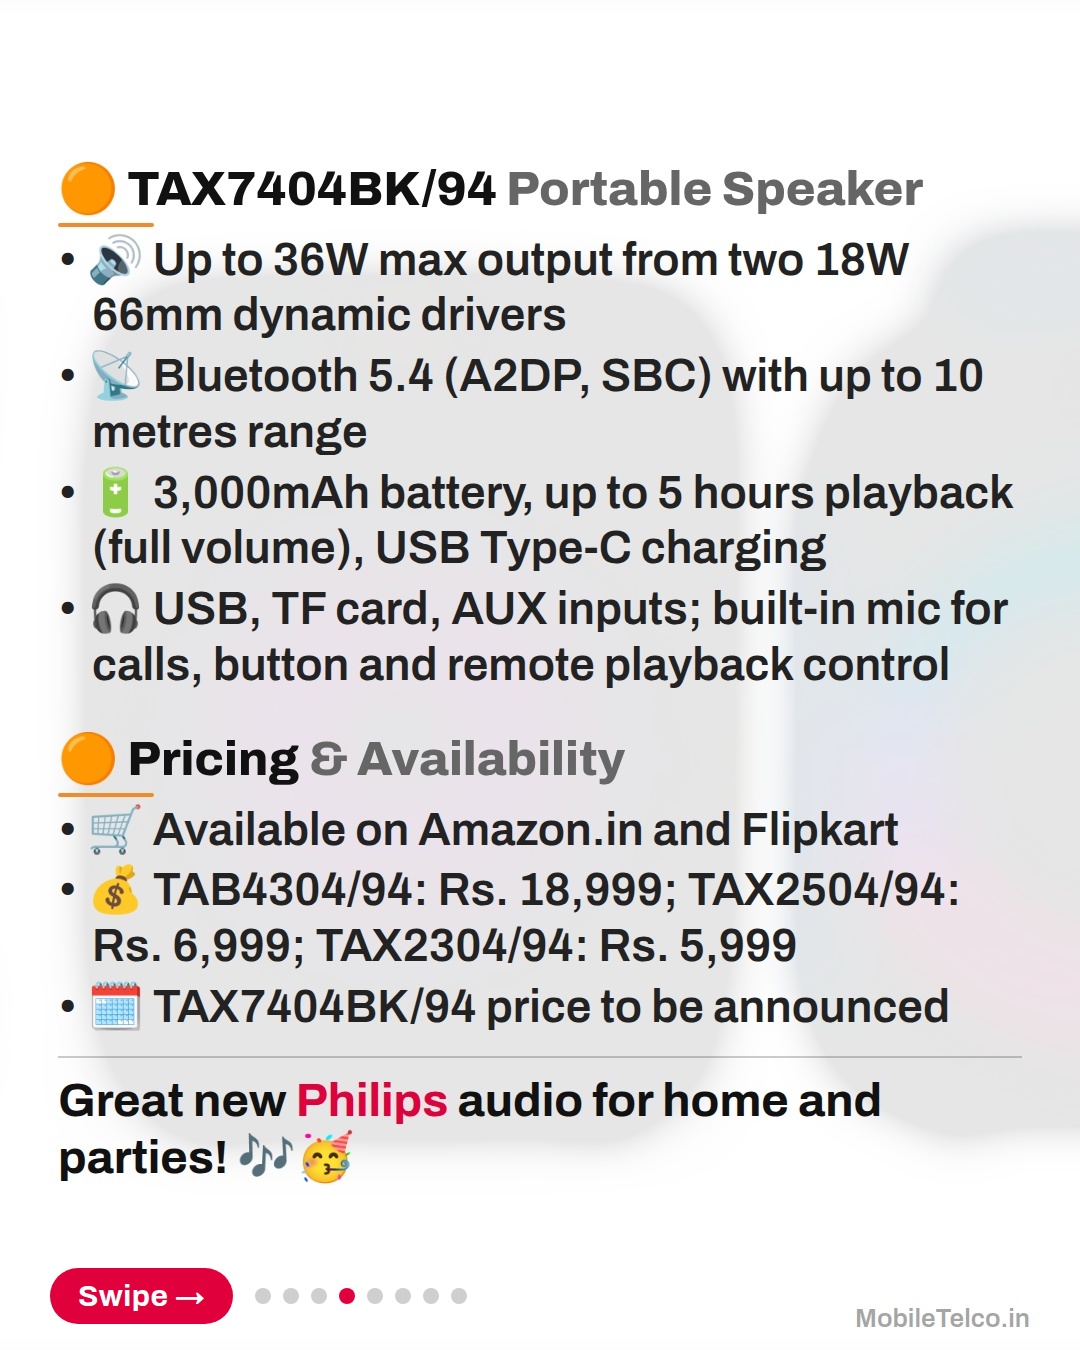 🟠 TAX7404BK/94 Portable Speaker
• 🔊 Up to 36W max output from two 18W
66mm dynamic drivers
• 📡 Bluetooth 5.4 (A2DP, SBC) with up to 10
metres range
• 🔋 3,000mAh battery, up to 5 hours playback
(full volume), USB Type-C charging
• 🎧 USB, TF card, AUX inputs; built-in mic for
calls, button and remote playback control
🟠 Pricing & Availability
• 🛒 Available on Amazon.in and Flipkart
• 💰 TAB4304/94: Rs. 18,999; TAX2504/94:
Rs. 6,999; TAX2304/94: Rs. 5,999
• 🗓️ TAX7404BK/94 price to be announced
Great new Philips audio for home and
parties! 🎶🥳
Swipe →
MobileTelco.in